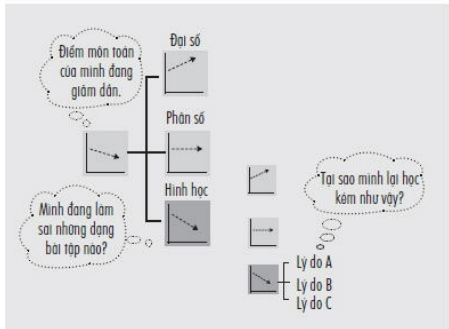 Điểm môn toán
của mình đang
giảm dần.
Đại số
Phân số
Hình học
Mình đang làm
sai những dạng
bài tập nào?
Tại sao mình lại học
kém như vậy?
Lý do A
Lý do B
Lý do C